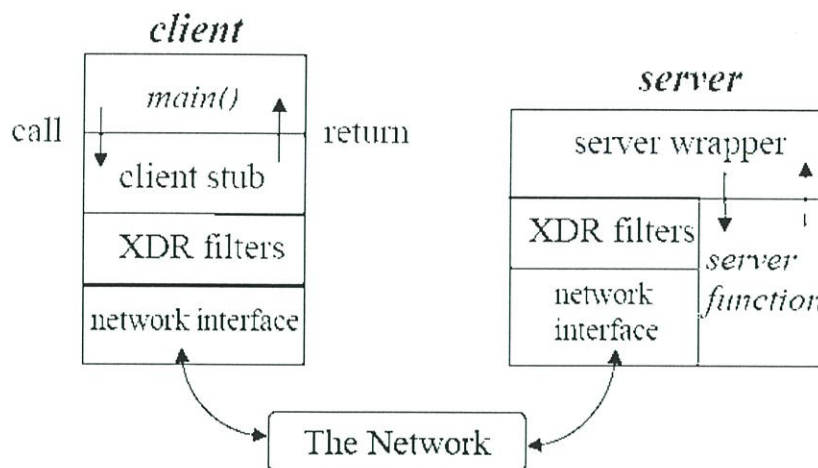 client
main()
call
return
client stub
XDR filters
network interface
server
server wrapper
XDR filters
server
function
network
interface
The Network